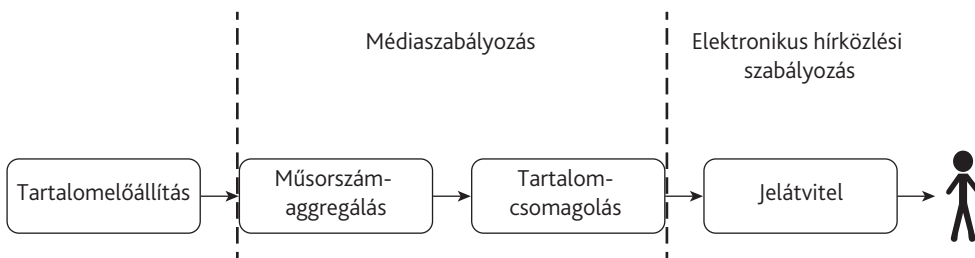 Médiaszabályozás
Elektronikus hírközlési
szabályozás
Tartalomelőállítás
Műsorszám-
aggregálás
Tartalom-
csomagolás
Jelátvitel